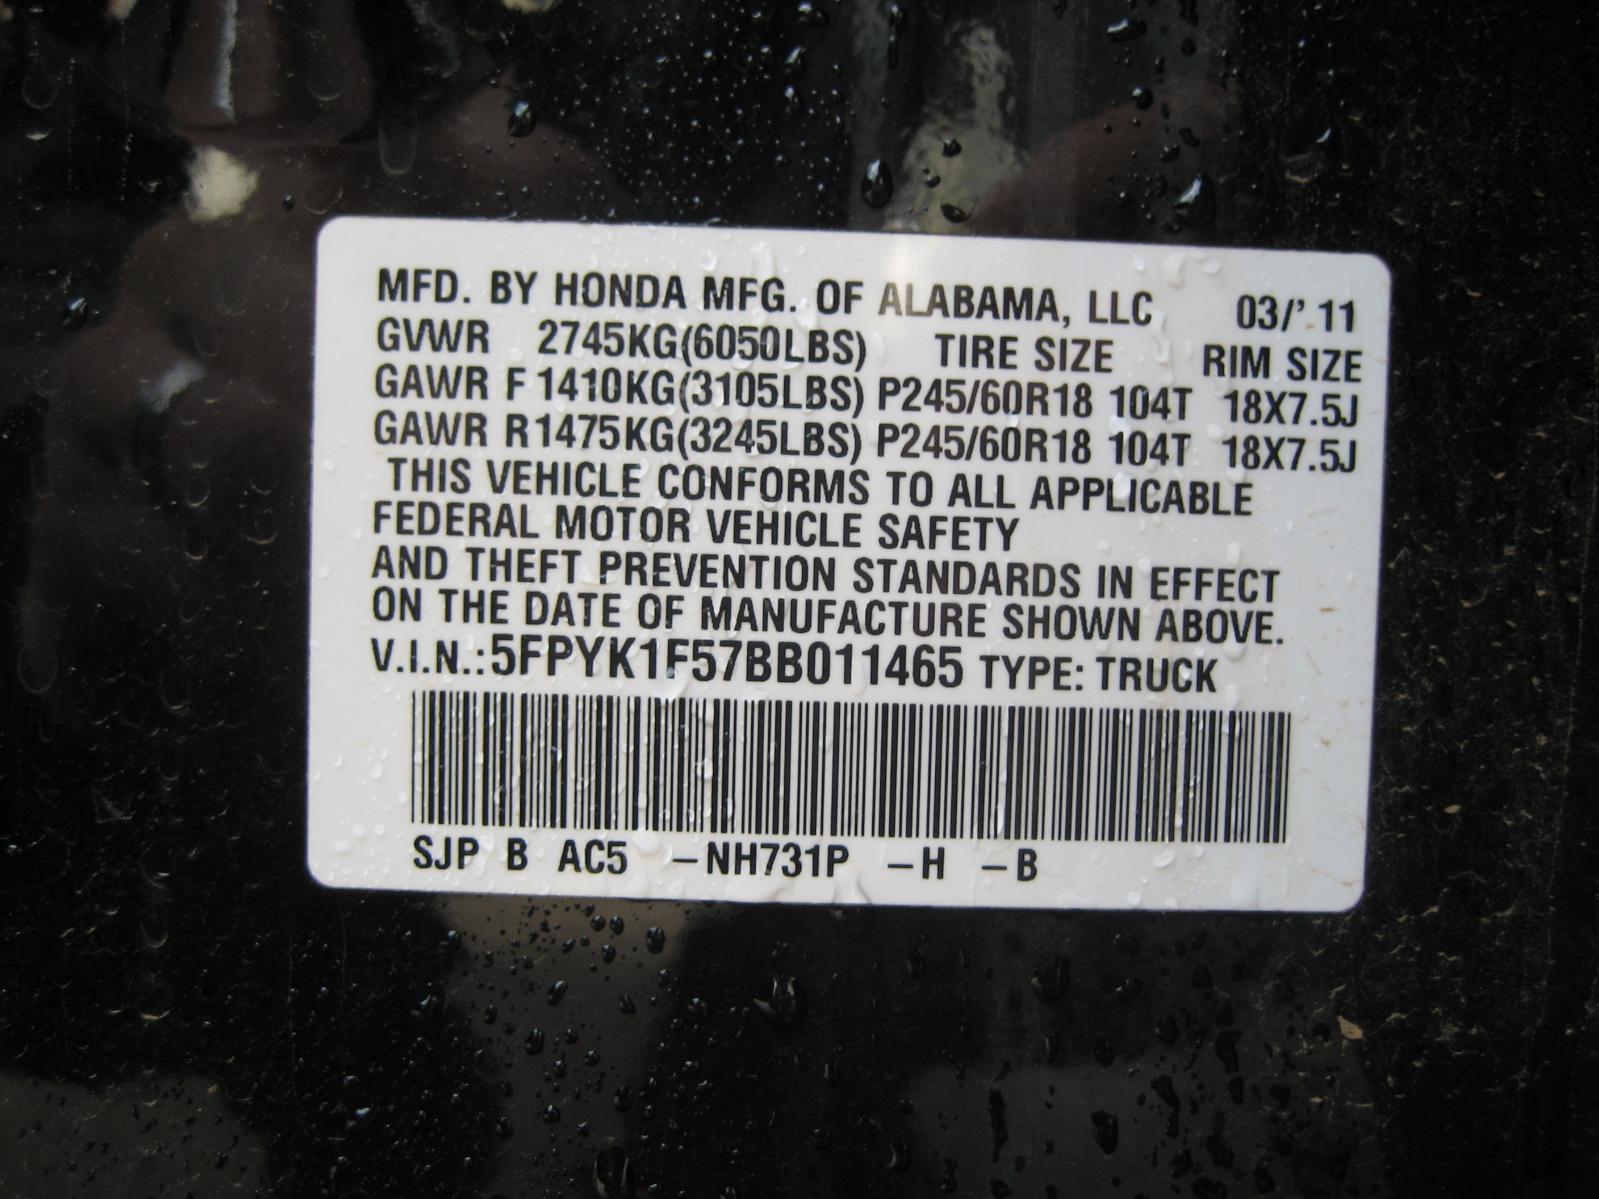 MFD. BY HONDA MFG. OF ALABAMA, LLC 03/' 11
GVWR 2745KG(6050LBS) TIRE SIZE RIM SIZE
GAWR F 1410KG(3105LBS) P245/60R18 104T 18X7.5J
GAWR R 1475KG(3245LBS) P245/60R18 104T 18X7.5J
THIS VEHICLE CONFORMS TO ALL APPLICABLE
FEDERAL MOTOR VEHICLE SAFETY
AND THEFT PREVENTION STANDARDS IN EFFECT
ON THE DATE OF MANUFACTURE SHOWN ABOVE.
V.I.N.:5FPYK1F57BB011465 TYPE: TRUCK
SJP B AC5 –NH731P –H –B